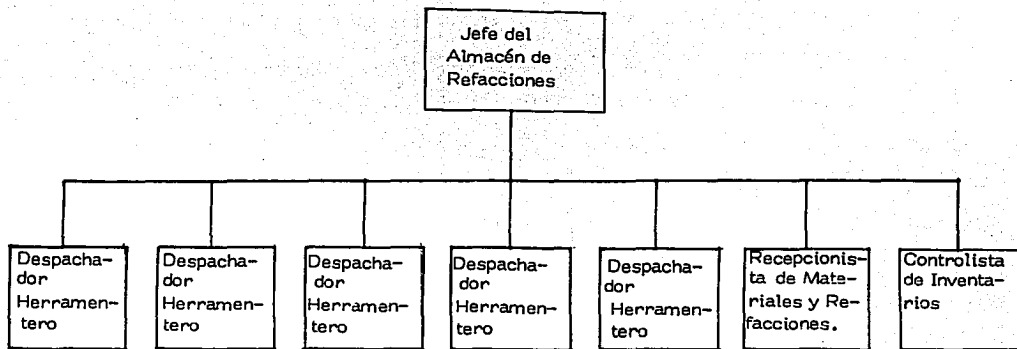 Jefe del
Almacén de
Refacciones
Despacha-
dor
Herramen-
tero
Despacha-
dor
Herramen-
tero
Despacha-
dor
Herramen-
tero
Despacha-
dor
Herramen-
tero
Despacha-
dor
Herramen-
tero
Recepcionis-
ta de Mate-
riales y Re-
facciones.
Controlista
de Inventa-
rios